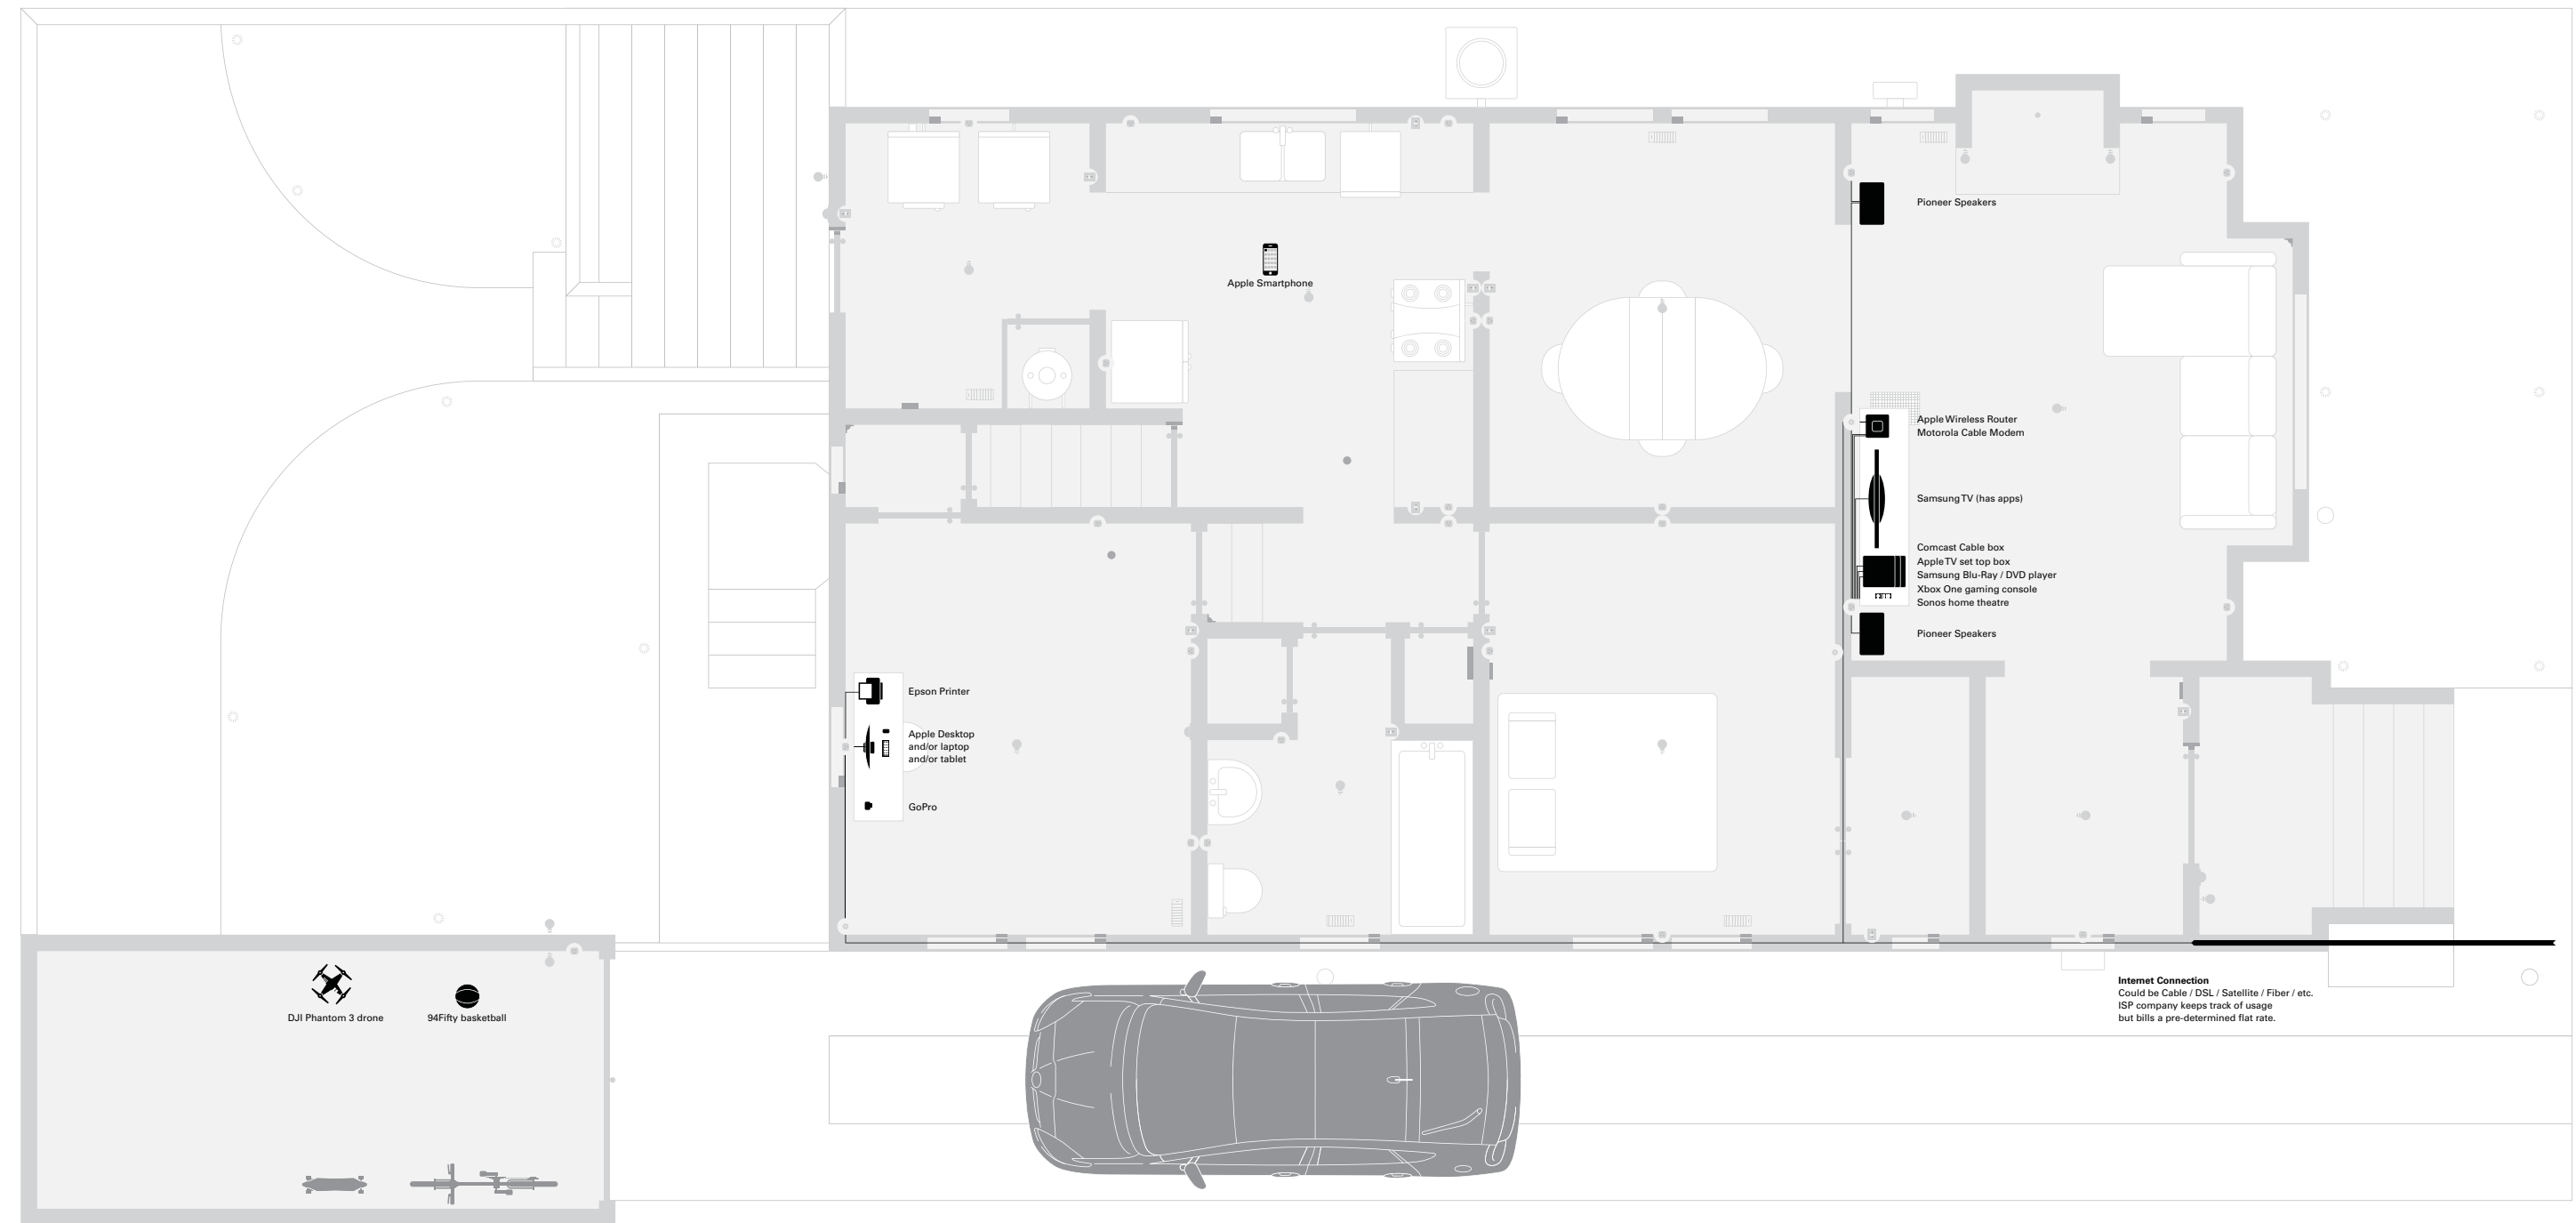 Pioneer Speakers
Apple Smartphone
Apple Wireless Router
Motorola Cable Modem
Samsung TV (has apps)
Comcast Cable box
Apple TV set top box
Samsung Blu-Ray / DVD player
Xbox One gaming console
Sonos home theatre
Pioneer Speakers
Epson Printer
Apple Desktop
and/or laptop
and/or tablet
GoPro
DJI Phantom 3 drone
94Fifty basketball
Internet Connection
Could be Cable / DSL / Satellite / Fiber / etc.
ISP company keeps track of usage
but bills a pre-determined flat rate.